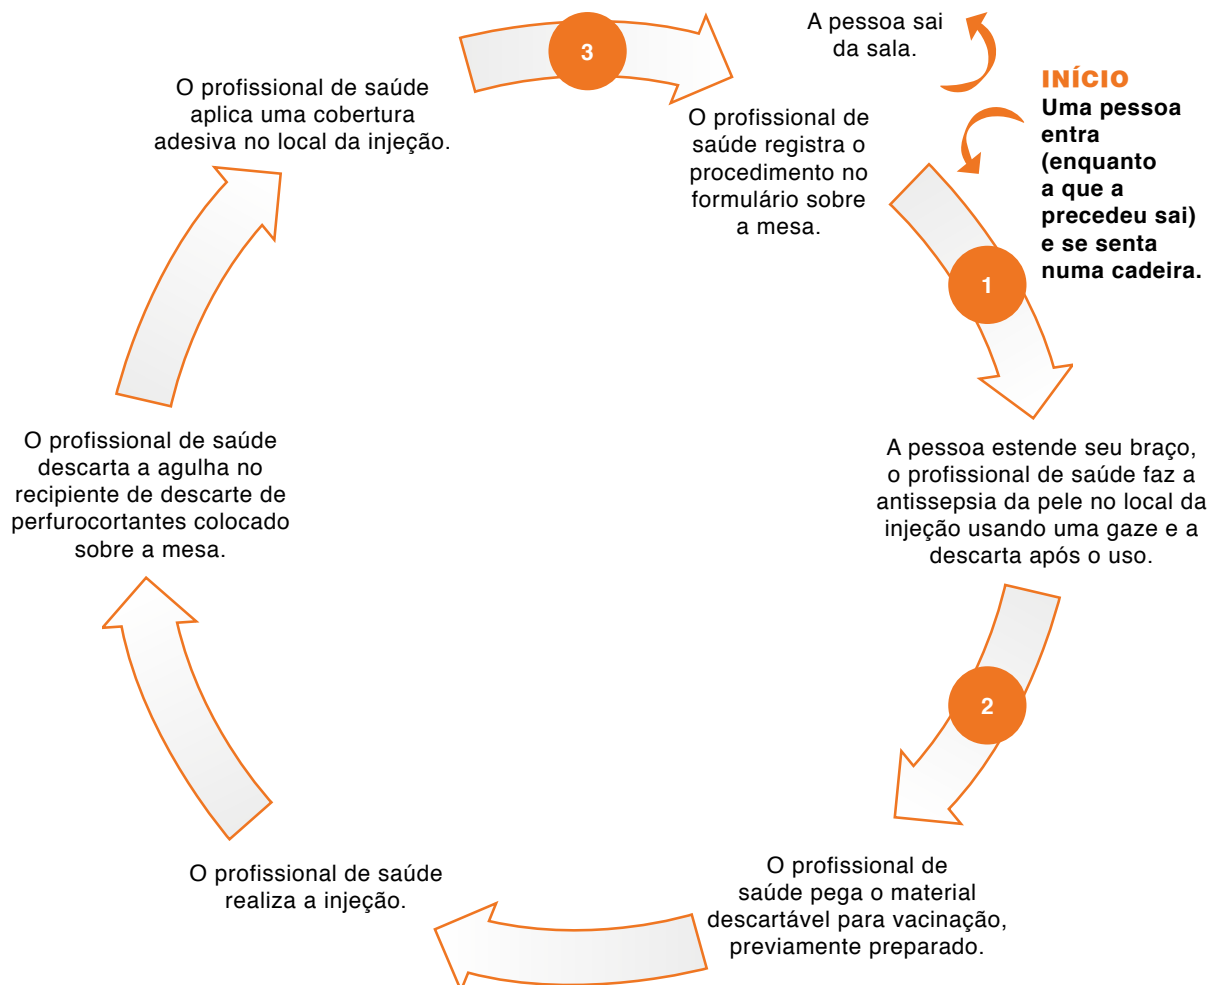 INÍCIO
Uma pessoa
entra
(enquanto
a que a
precedeu sai)
e se senta
numa cadeira.
1
A pessoa estende seu braço,
o profissional de saúde faz a
antissepsia da pele no local da
injeção usando uma gaze e a
descarta após o uso.
2
O profissional de
saúde pega o material
descartável para vacinação,
previamente preparado.
O profissional de saúde
realiza a injeção.
O profissional de saúde
descarta a agulha no
recipiente de descarte de
perfurocortantes colocado
sobre a mesa.
O profissional de saúde
aplica uma cobertura
adesiva no local da injeção.
3
O profissional de
saúde registra o
procedimento no
formulário sobre
a mesa.
A pessoa sai
da sala.